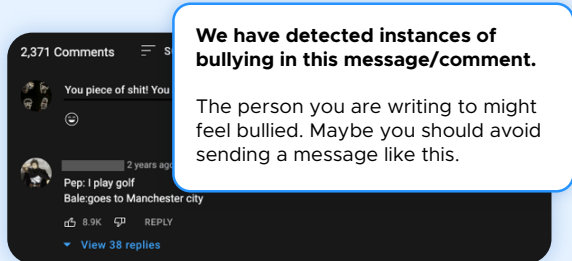 We have detected instances of
bullying in this message/comment.
The person you are writing to might
feel bullied. Maybe you should avoid
sending a message like this.
2,371 Comments
You piece of shit! You
2 years ago
Pep: I play golf
Bale:goes to Manchester city
8.9K REPLY
View 38 replies